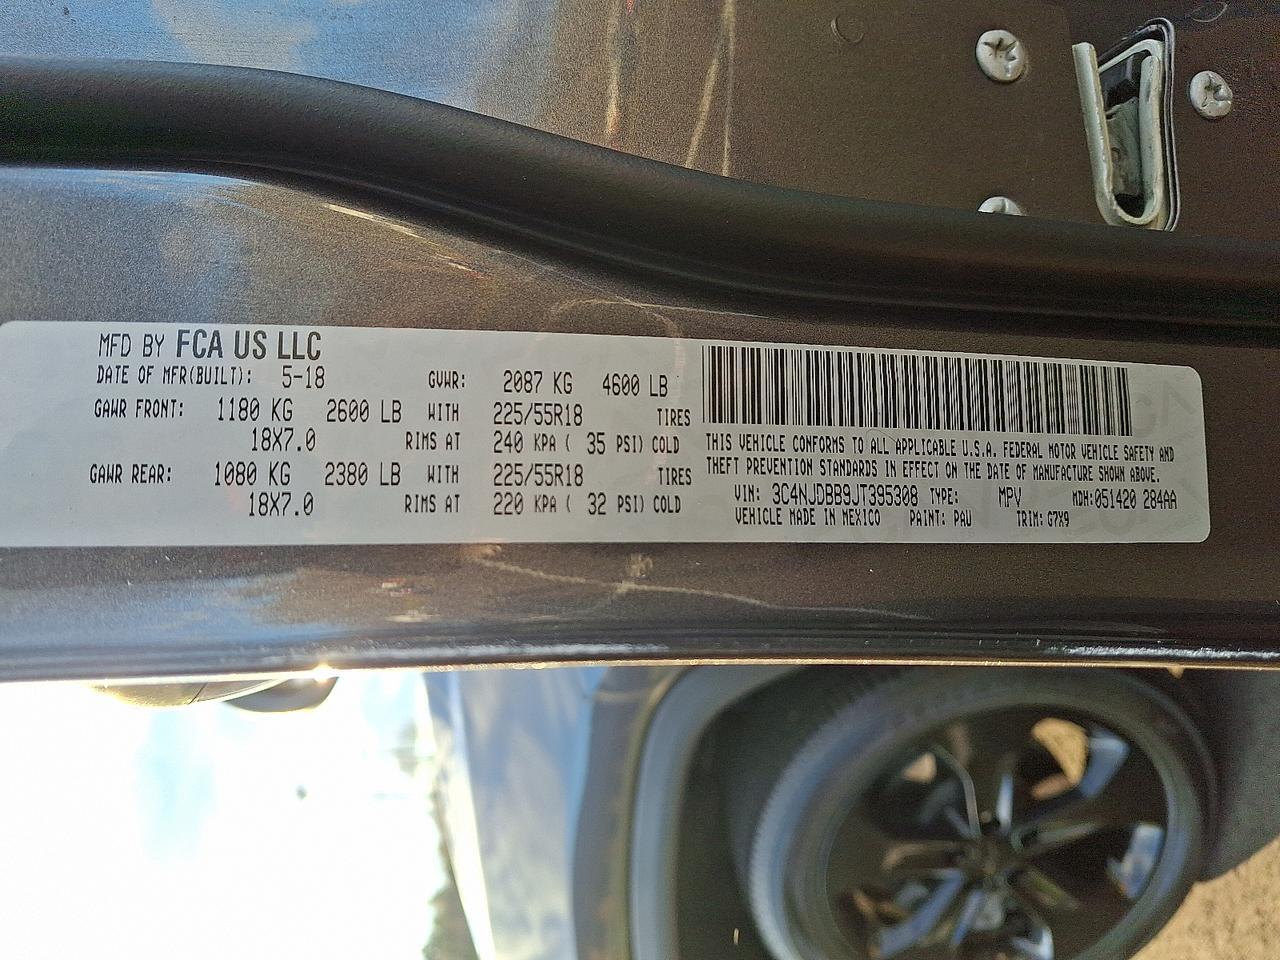 MFD BY FCA US LLC
DATE OF MFR(BUILT): 5-18 GVWR: 2087 KG 4600 LB
GAWR FRONT: 1180 KG 2600 LB WITH 225/55R18 TIRES
18X7.0 RIMS AT 240 KPA ( 35 PSI) COLD
GAWR REAR: 1080 KG 2380 LB WITH 225/55R18 TIRES
18X7.0 RIMS AT 220 KPA ( 32 PSI) COLD
THIS VEHICLE CONFORMS TO ALL APPLICABLE U.S.A. FEDERAL MOTOR VEHICLE SAFETY AND
THEFT PREVENTION STANDARDS IN EFFECT ON THE DATE OF MANUFACTURE SHOWN ABOVE.
VIN: 3C4NJDBB9JT395308 TYPE: MPV MDH:051420 284AA
VEHICLE MADE IN MEXICO PAINT: PAU TRIM: G7X9